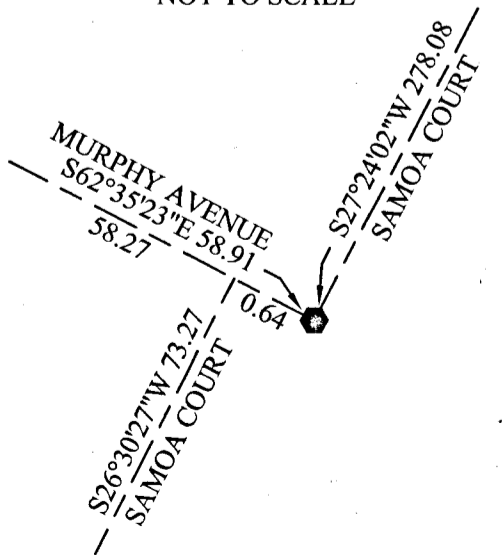 NOT TO SCALE
S27°24'02"W 278.08
SAMOA COURT
MURPHY AVENUE
S62°35'23"E 58.91
58.27
0.64
S26°30'27"W 73.27
SAMOA COURT